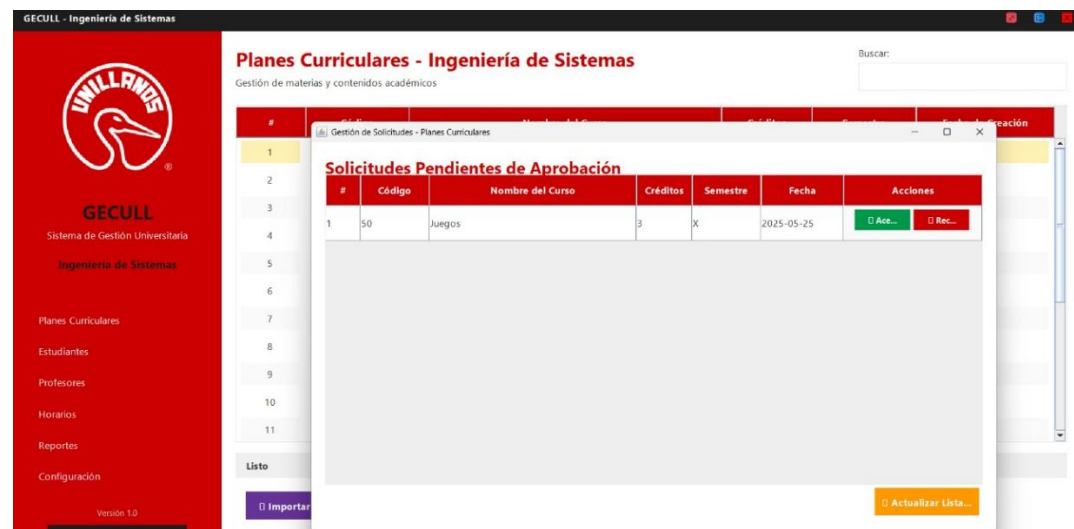 GECULL - Ingeniería de Sistemas
UNILLANOS
®
GECULL
Sistema de Gestión Universitaria
Ingeniería de Sistemas
Planes Curriculares
Estudiantes
Profesores
Horarios
Reportes
Configuración
Versión 1.0
Planes Curriculares - Ingeniería de Sistemas
Gestión de materias y contenidos académicos
Buscar:
#
1
2
3
4
5
6
7
8
9
10
11
Listo
Importar
Gestión de Solicitudes - Planes Curriculares
Solicitudes Pendientes de Aprobación
# Código Nombre del Curso Créditos Semestre Fecha Acciones
1 50 Juegos 3 X 2025-05-25 Ace... Rec...
Actualizar Lista...